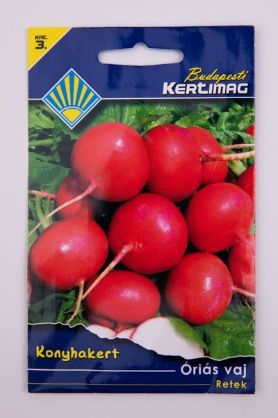 KAT.
3.
Budapesti
KERTIMAG
Konyhakert
Óriás vaj
Retek